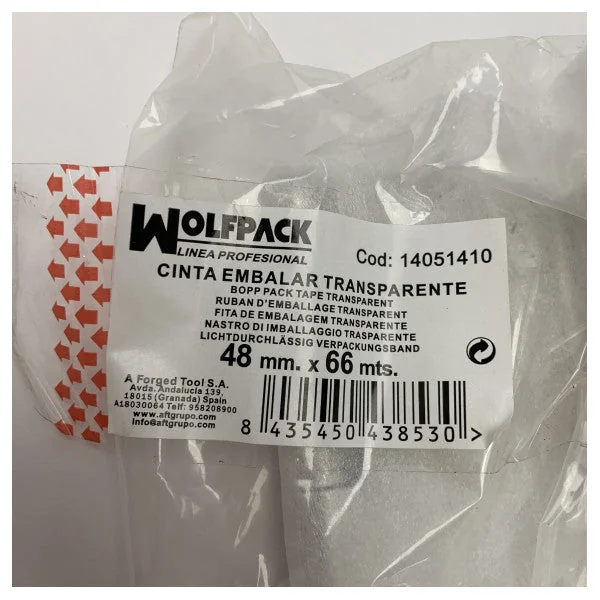 WOLFPACK
LINEA PROFESIONAL
Cod: 14051410
CINTA EMBALAR TRANSPARENTE
BOPP PACK TAPE TRANSPARENT
RUBAN D'EMBALLAGE TRANSPARENT
FITA DE EMBALAGEM TRANSPARENTE
NASTRO DI IMBALLAGGIO TRASPARENTE
LICHTDURCHLÄSSIG VERPACKUNGSBAND
48 mm. x 66 mts.
A Forged Tool S.A.
Avda. Andalucia 139,
18015 (Granada) Spain
A18030064 Telf: 958208900
www.aftgrupo.com
info@aftgrupo.com
8 435450 438530 >